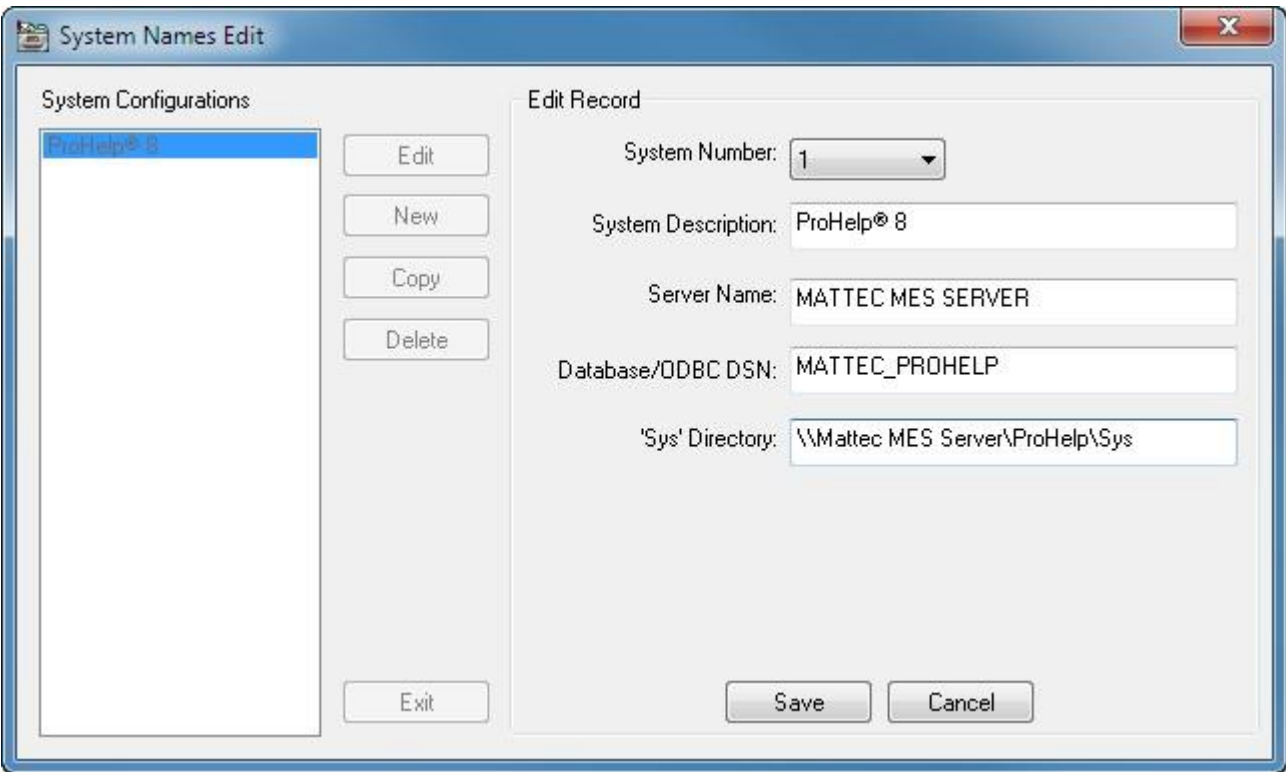 System Names Edit
System Configurations
ProHelp® 8
Edit
New
Copy
Delete
Exit
Edit Record
System Number: 1
System Description: ProHelp® 8
Server Name: MATTEC MES SERVER
Database/ODBC DSN: MATTEC_PROHELP
'Sys' Directory: \\Mattec MES Server\ProHelp\Sys
Save Cancel